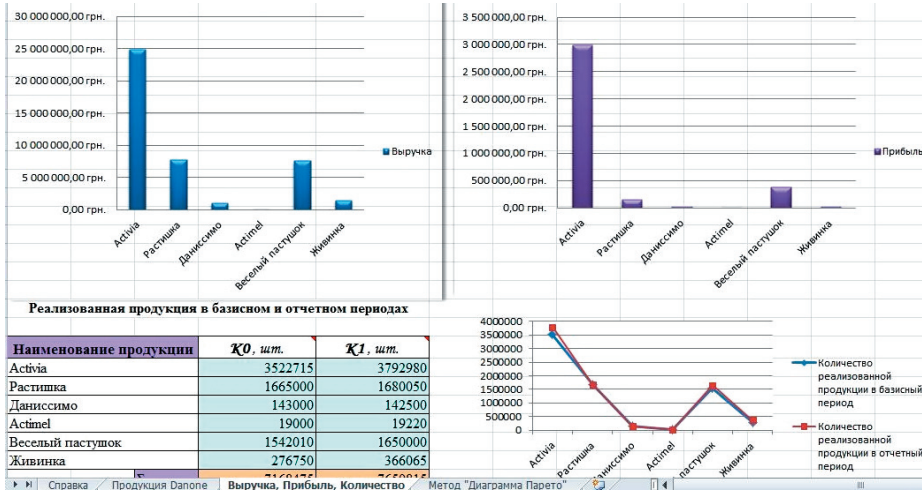 30 000 000,00 грн.
25 000 000,00 грн.
20 000 000,00 грн.
15 000 000,00 грн.
10 000 000,00 грн.
5 000 000,00 грн.
0,00 грн.
Activia
Растишка
Даниссимо
Actimel
Веселый пастушок
Живинка
Выручка
3 500 000,00 грн.
3 000 000,00 грн.
2 500 000,00 грн.
2 000 000,00 грн.
1 500 000,00 грн.
1 000 000,00 грн.
500 000,00 грн.
0,00 грн.
Activia
Растишка
Даниссимо
Actimel
Веселый пастушок
Живинка
Прибыль
Реализованная продукция в базисном и отчетном периодах
Наименование продукции K0, шт. K1, шт.
Activia 3522715 3792980
Растишка 1665000 1680050
Даниссимо 143000 142500
Actimel 19000 19220
Веселый пастушок 1542010 1650000
Живинка 276750 366065
4000000
3500000
3000000
2500000
2000000
1500000
1000000
500000
0
Activia
Растишка
Даниссимо
Actimel
пастушок
Живинка
Количество
реализованной
продукции в базисный
период
Количество
реализованной
продукции в отчетный
период
Справка Продукция Danone Выручка, Прибыль, Количество Метод "Диаграмма Парето"